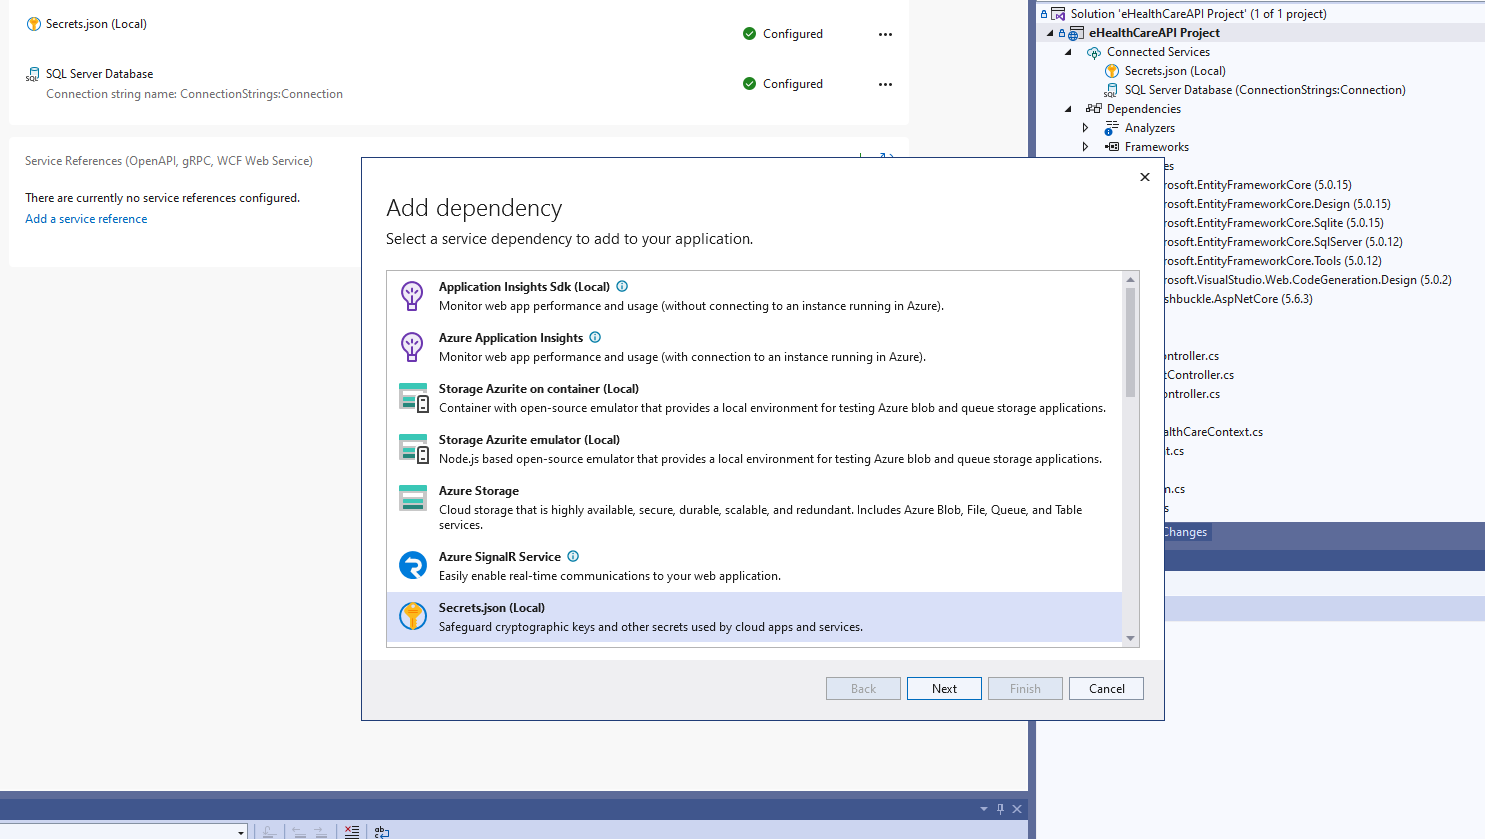 Secrets.json (Local)
Configured
SQL Server Database
Connection string name: ConnectionStrings:Connection
Configured
Service References (OpenAPI, gRPC, WCF Web Service)
There are currently no service references configured.
Add a service reference
Add dependency
Select a service dependency to add to your application.
Application Insights Sdk (Local)
Monitor web app performance and usage (without connecting to an instance running in Azure).
Azure Application Insights
Monitor web app performance and usage (with connection to an instance running in Azure).
Storage Azurite on container (Local)
Container with open-source emulator that provides a local environment for testing Azure blob and queue storage applications.
Storage Azurite emulator (Local)
Node.js based open-source emulator that provides a local environment for testing Azure blob and queue storage applications.
Azure Storage
Cloud storage that is highly available, secure, durable, scalable, and redundant. Includes Azure Blob, File, Queue, and Table
services.
Azure SignalR Service
Easily enable real-time communications to your web application.
Secrets.json (Local)
Safeguard cryptographic keys and other secrets used by cloud apps and services.
Back
Next
Finish
Cancel
Solution 'eHealthCareAPI Project' (1 of 1 project)
eHealthCareAPI Project
Connected Services
Secrets.json (Local)
SQL Server Database (ConnectionStrings:Connection)
Dependencies
Analyzers
Frameworks
es
rosoft.EntityFrameworkCore (5.0.15)
rosoft.EntityFrameworkCore.Design (5.0.15)
rosoft.EntityFrameworkCore.Sqlite (5.0.15)
rosoft.EntityFrameworkCore.SqlServer (5.0.12)
rosoft.EntityFrameworkCore.Tools (5.0.12)
rosoft.VisualStudio.Web.CodeGeneration.Design (5.0.2)
shbuckle.AspNetCore (5.6.3)
ontroller.cs
tController.cs
ontroller.cs
althCareContext.cs
t.cs
m.cs
s
Changes